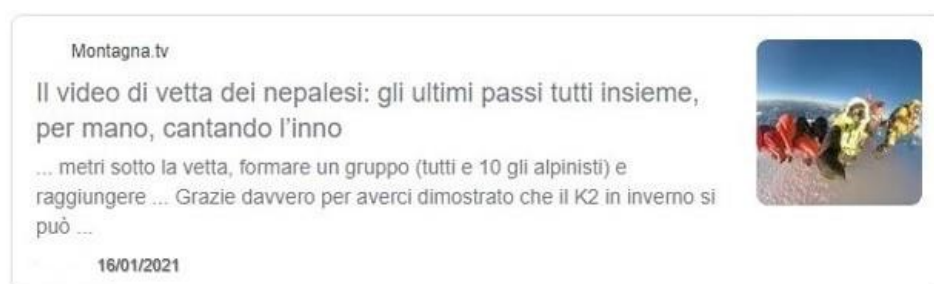 Montagna.tv
Il video di vetta dei nepalesi: gli ultimi passi tutti insieme,
per mano, cantando l'inno
... metri sotto la vetta, formare un gruppo (tutti e 10 gli alpinisti) e
raggiungere ... Grazie davvero per averci dimostrato che il K2 in inverno si
può ...
16/01/2021